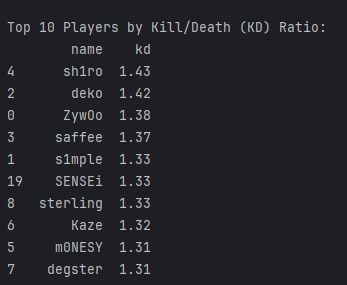 Top 10 Players by Kill/Death (KD) Ratio:
name kd
4 sh1ro 1.43
2 deko 1.42
0 ZywOo 1.38
3 saffee 1.37
1 s1mple 1.33
19 SENSEi 1.33
8 sterling 1.33
6 Kaze 1.32
5 m0NESY 1.31
7 degster 1.31